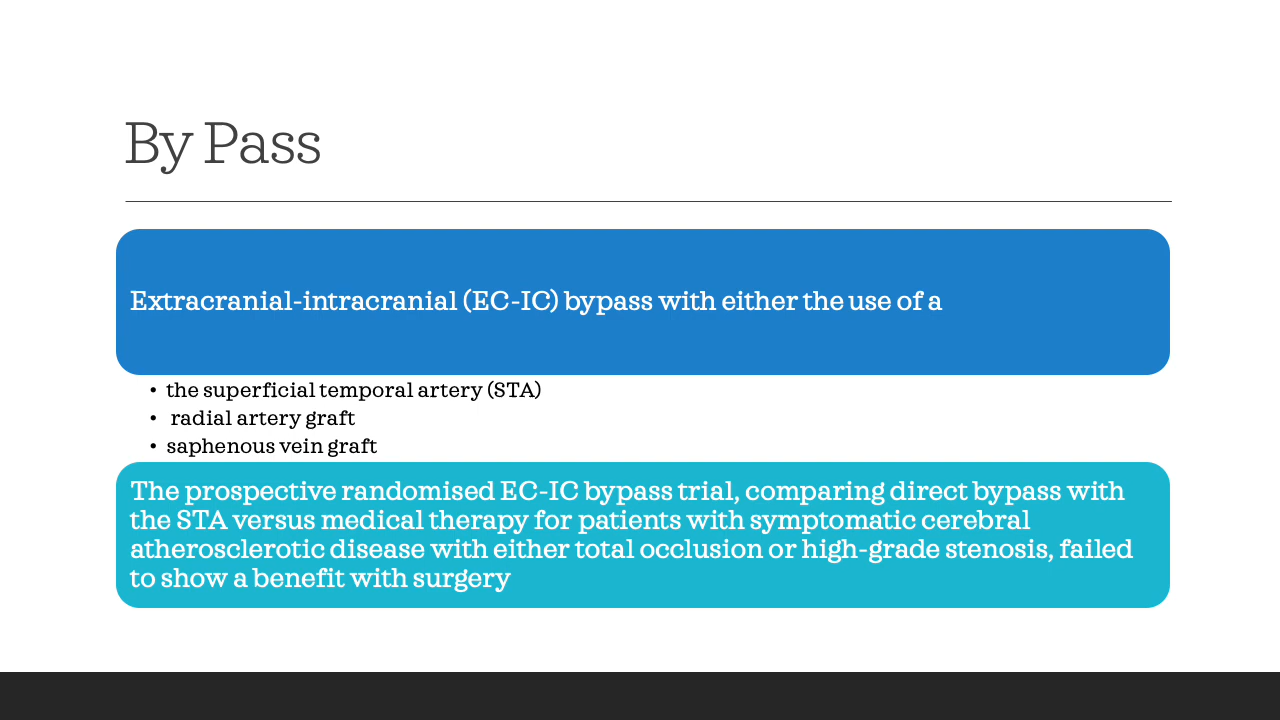 By Pass
Extracranial-intracranial (EC-IC) bypass with either the use of a
• the superficial temporal artery (STA)
• radial artery graft
• saphenous vein graft
The prospective randomised EC-IC bypass trial, comparing direct bypass with
the STA versus medical therapy for patients with symptomatic cerebral
atherosclerotic disease with either total occlusion or high-grade stenosis, failed
to show a benefit with surgery